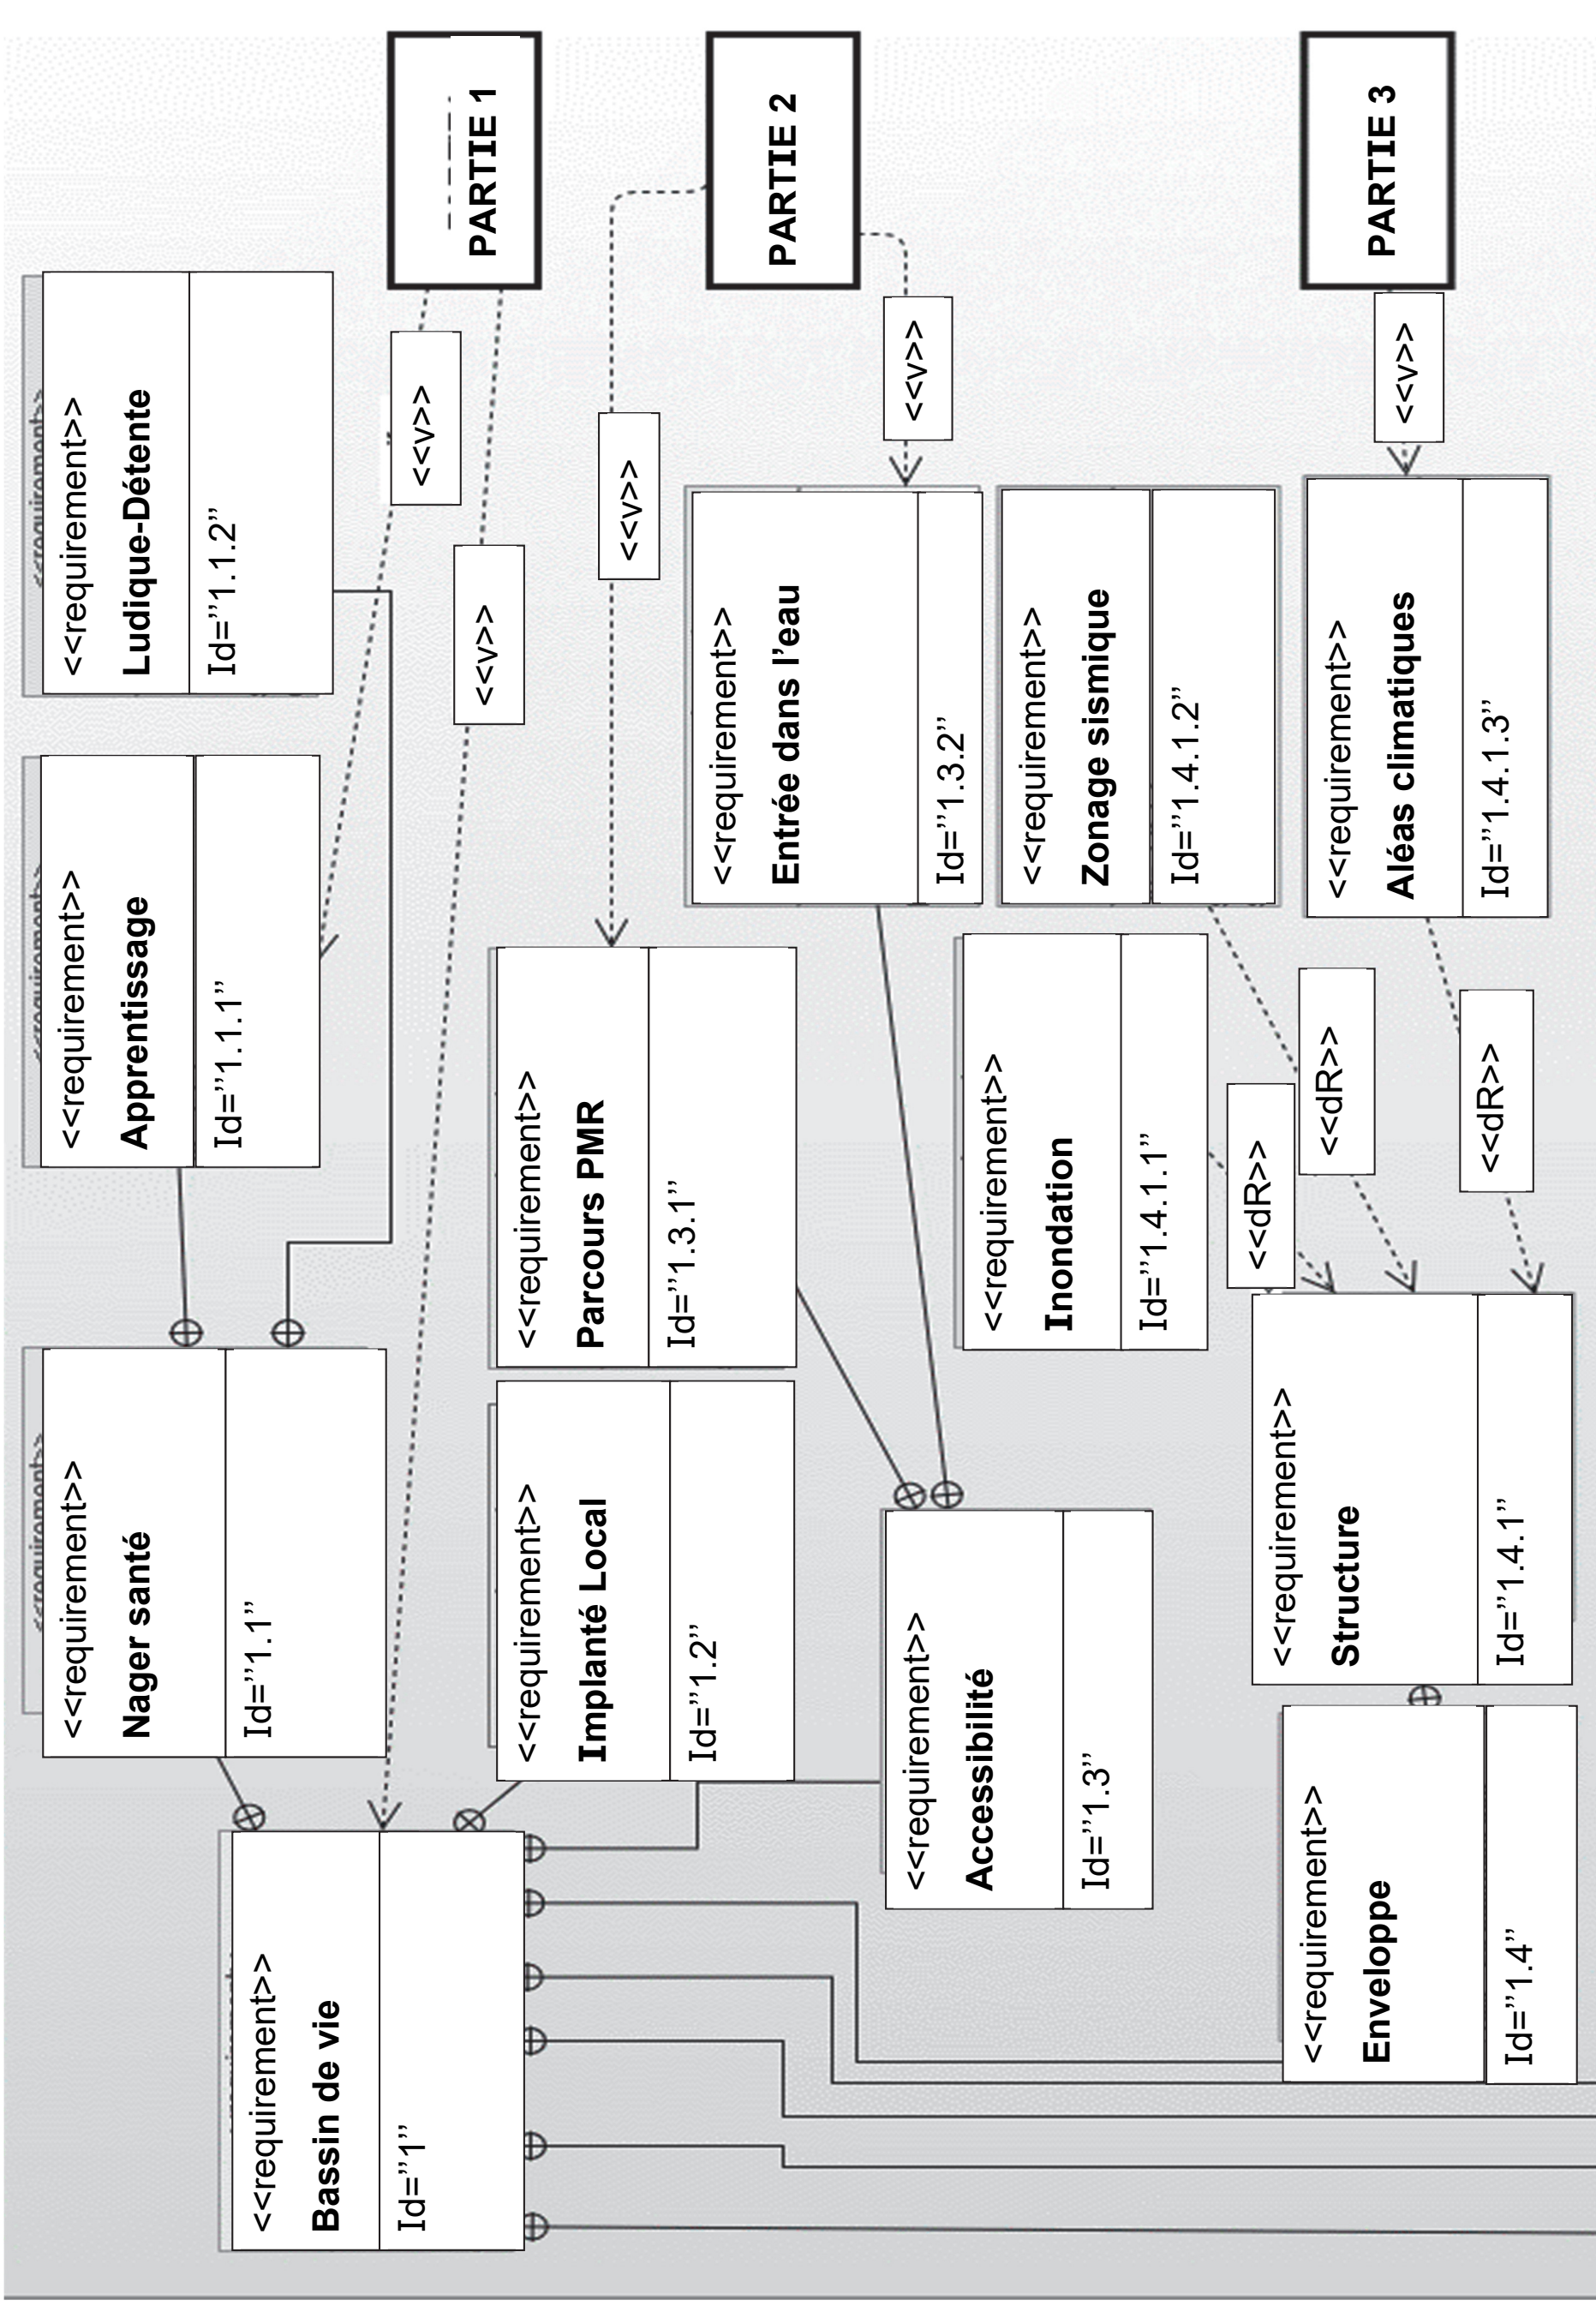 <<requirement>>
Bassin de vie
Id=”1”
<<requirement>>
Nager santé
Id=”1.1”
<<requirement>>
Apprentissage
Id=”1.1.1”
<<requirement>>
Ludique-Détente
Id=”1.1.2”
<<v>>
<<v>>
PARTIE 1
<<requirement>>
Implanté Local
Id=”1.2”
<<requirement>>
Parcours PMR
Id=”1.3.1”
<<v>>
PARTIE 2
<<v>>
<<requirement>>
Entrée dans l’eau
Id=”1.3.2”
<<requirement>>
Accessibilité
Id=”1.3”
<<requirement>>
Inondation
Id=”1.4.1.1”
<<requirement>>
Zonage sismique
Id=”1.4.1.2”
<<dR>>
<<dR>>
<<dR>>
<<requirement>>
Enveloppe
Id=”1.4”
<<requirement>>
Structure
Id=”1.4.1”
<<requirement>>
Aléas climatiques
Id=”1.4.1.3”
<<v>>
PARTIE 3